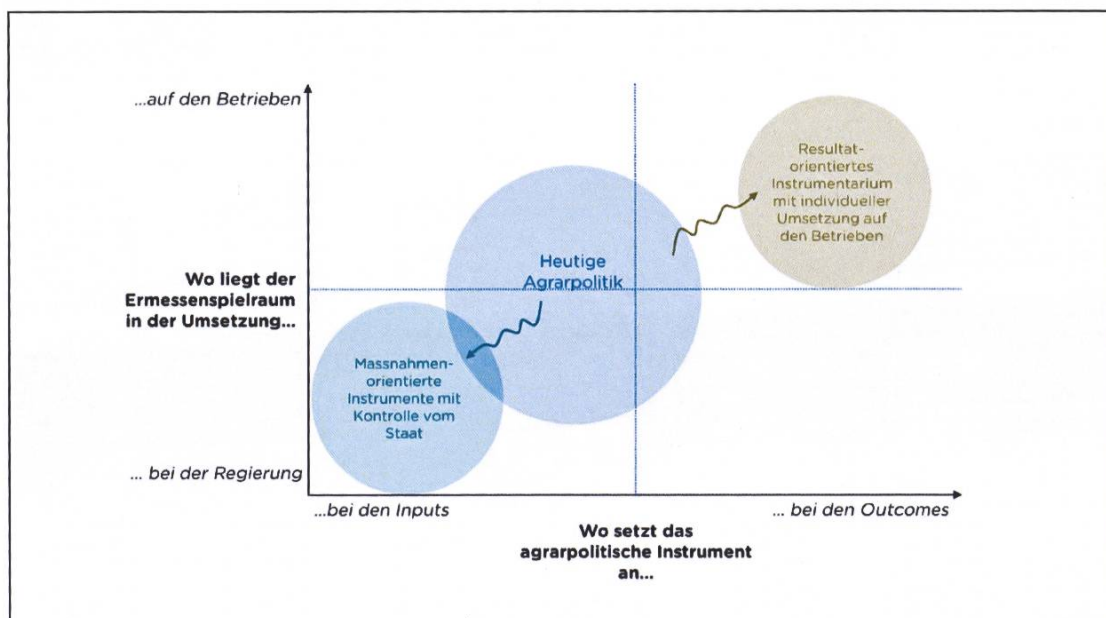 ...auf den Betrieben
Resultat-
orientiertes
Instrumentarium
mit individueller
Umsetzung auf
den Betrieben
Heutige
Agrarpolitik
Wo liegt der
Ermessenspielraum
in der Umsetzung...
Massnahmen-
orientierte
Instrumente mit
Kontrolle vom
Staat
... bei der Regierung
...bei den Inputs
... bei den Outcomes
Wo setzt das
agrarpolitische Instrument
an...